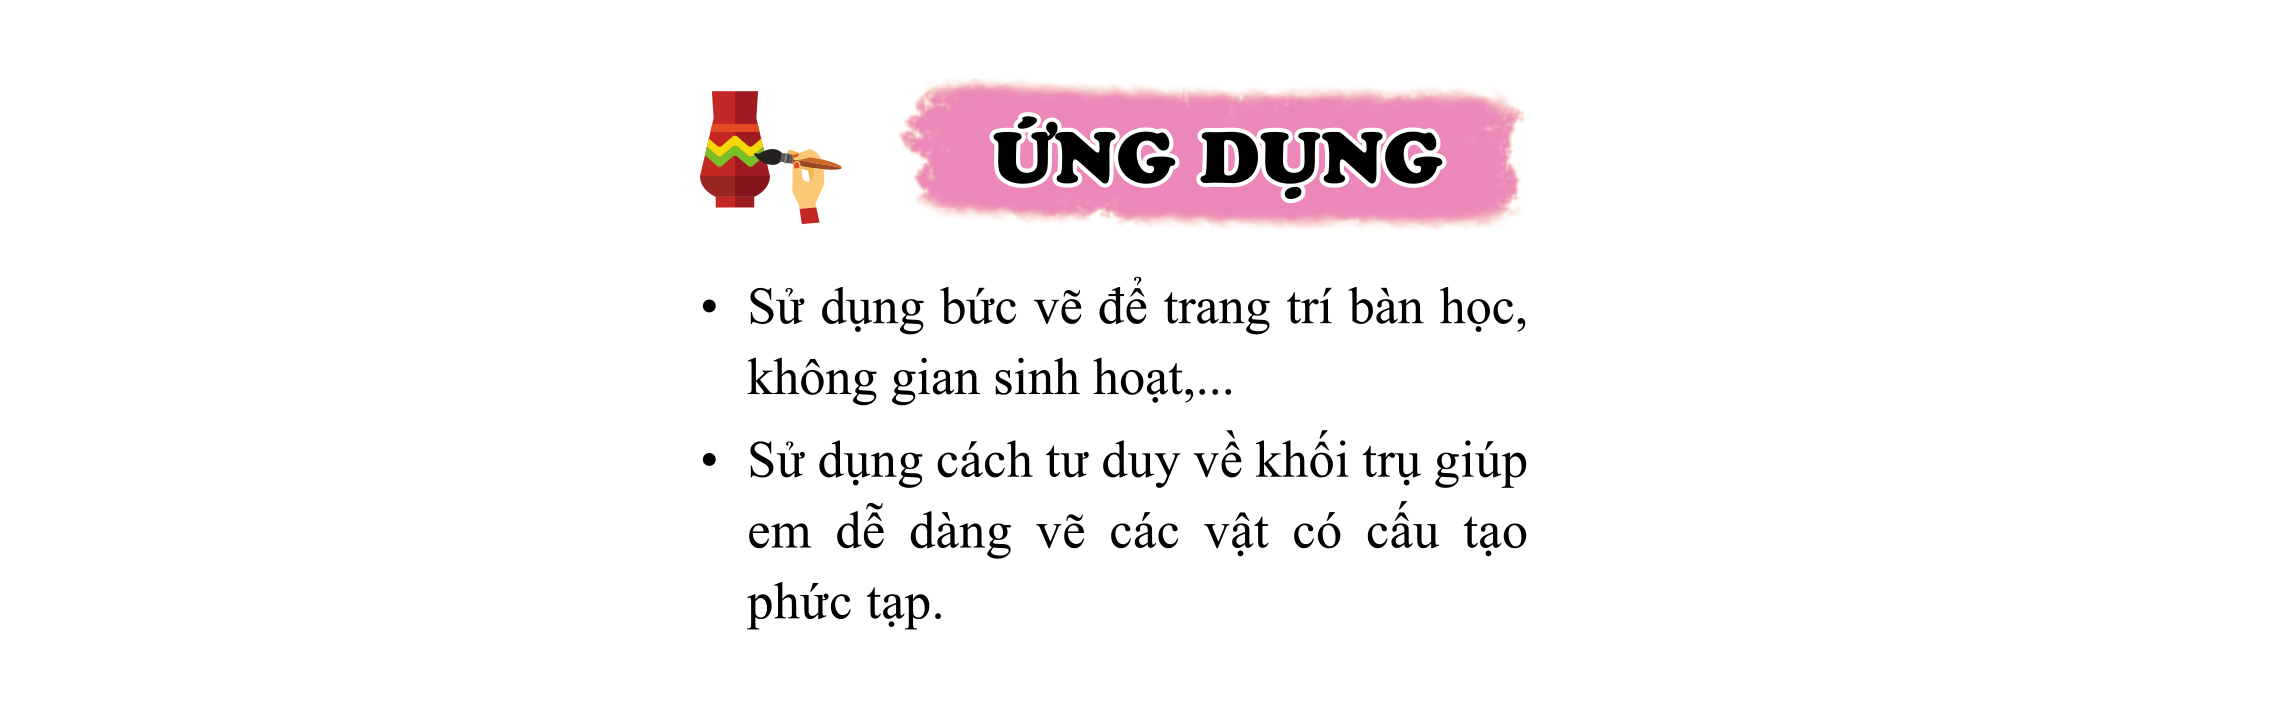 ỨNG DỤNG
• Sử dụng bức vẽ để trang trí bàn học,
không gian sinh hoạt,...
• Sử dụng cách tư duy về khối trụ giúp
em dễ dàng vẽ các vật có cấu tạo
phức tạp.